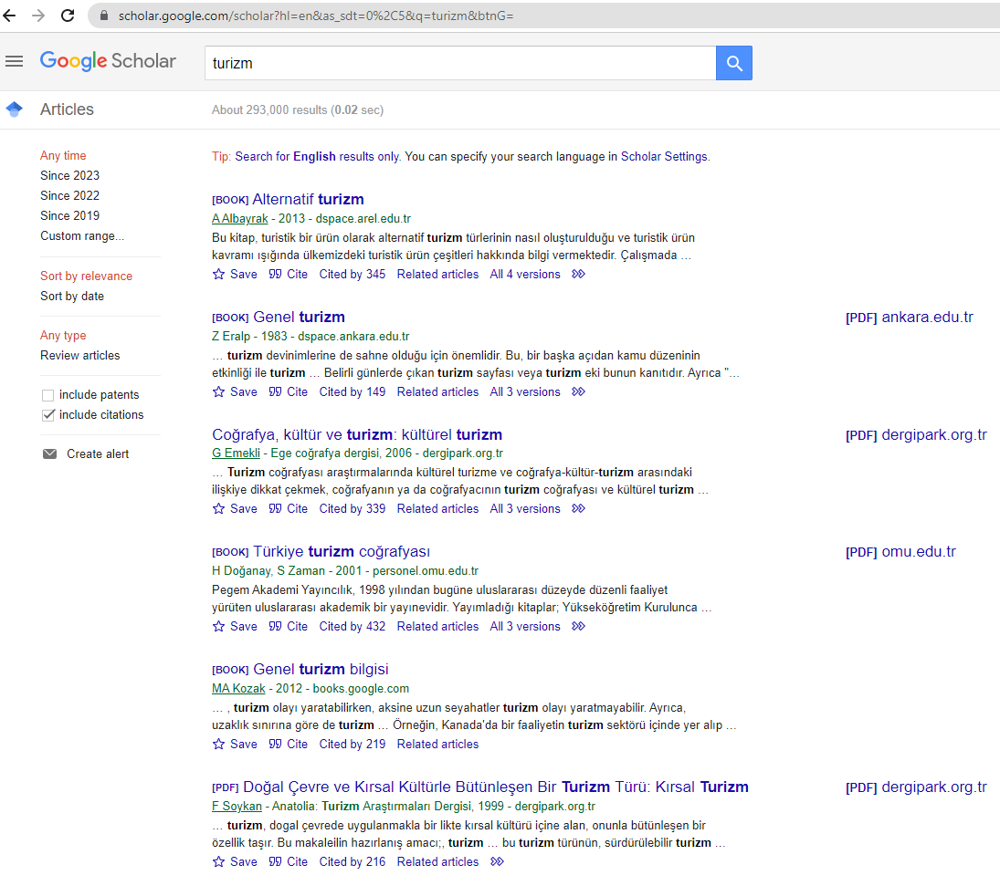 scholar.google.com/scholar?hl=en&as_sdt=0%2C5&q=turizm&btnG=
Google Scholar
turizm
Articles
About 293,000 results (0.02 sec)
Any time
Since 2023
Since 2022
Since 2019
Custom range...
Sort by relevance
Sort by date
Any type
Review articles
include patents
include citations
Create alert
Tip: Search for English results only. You can specify your search language in Scholar Settings.
[BOOK] Alternatif turizm
A Albayrak - 2013 - dspace.arel.edu.tr
Bu kitap, turistik bir ürün olarak alternatif turizm türlerinin nasıl oluşturulduğu ve turistik ürün
kavramı ışığında ülkemizdeki turistik ürün çeşitleri hakkında bilgi vermektedir. Çalışmada …
Save Cite Cited by 345 Related articles All 4 versions
[BOOK] Genel turizm
[PDF] ankara.edu.tr
Z Eralp - 1983 - dspace.ankara.edu.tr
… turizm devinimlerine de sahne olduğu için önemlidir. Bu, bir başka açıdan kamu düzeninin
etkinliği ile turizm … Belirli günlerde çıkan turizm sayfası veya turizm eki bunun kanıtıdır. Ayrıca "…
Save Cite Cited by 149 Related articles All 3 versions
Coğrafya, kültür ve turizm: kültürel turizm
[PDF] dergipark.org.tr
G Emekli - Ege coğrafya dergisi, 2006 - dergipark.org.tr
… Turizm coğrafyası araştırmalarında kültürel turizme ve coğrafya-kültür-turizm arasındaki
ilişkiye dikkat çekmek, coğrafyanın ya da coğrafyacının turizm coğrafyası ve kültürel turizm …
Save Cite Cited by 339 Related articles All 3 versions
[BOOK] Türkiye turizm coğrafyası
[PDF] omu.edu.tr
H Doğanay, S Zaman - 2001 - personel.omu.edu.tr
Pegem Akademi Yayıncılık, 1998 yılından bugüne uluslararası düzeyde düzenli faaliyet
yürüten uluslararası akademik bir yayınevidir. Yayımladığı kitaplar; Yükseköğretim Kurulunca …
Save Cite Cited by 432 Related articles All 3 versions
[BOOK] Genel turizm bilgisi
MA Kozak - 2012 - books.google.com
… , turizm olayı yaratabilirken, aksine uzun seyahatler turizm olayı yaratmayabilir. Ayrıca,
uzaklık sınırına göre de turizm … Örneğin, Kanada'da bir faaliyetin turizm sektörü içinde yer alıp …
Save Cite Cited by 219 Related articles
[PDF] Doğal Çevre ve Kırsal Kültürle Bütünleşen Bir Turizm Türü: Kırsal Turizm
[PDF] dergipark.org.tr
F Soykan - Anatolia: Turizm Araştırmaları Dergisi, 1999 - dergipark.org.tr
… turizm, dogal çevrede uygulanmakla bir likte kırsal kültürü içine alan, onunla bütünleşen bir
özellik taşır. Bu makaleilin hazırlanış amacı;, turizm … bu turizm türünün, sürdürülebilir turizm …
Save Cite Cited by 216 Related articles